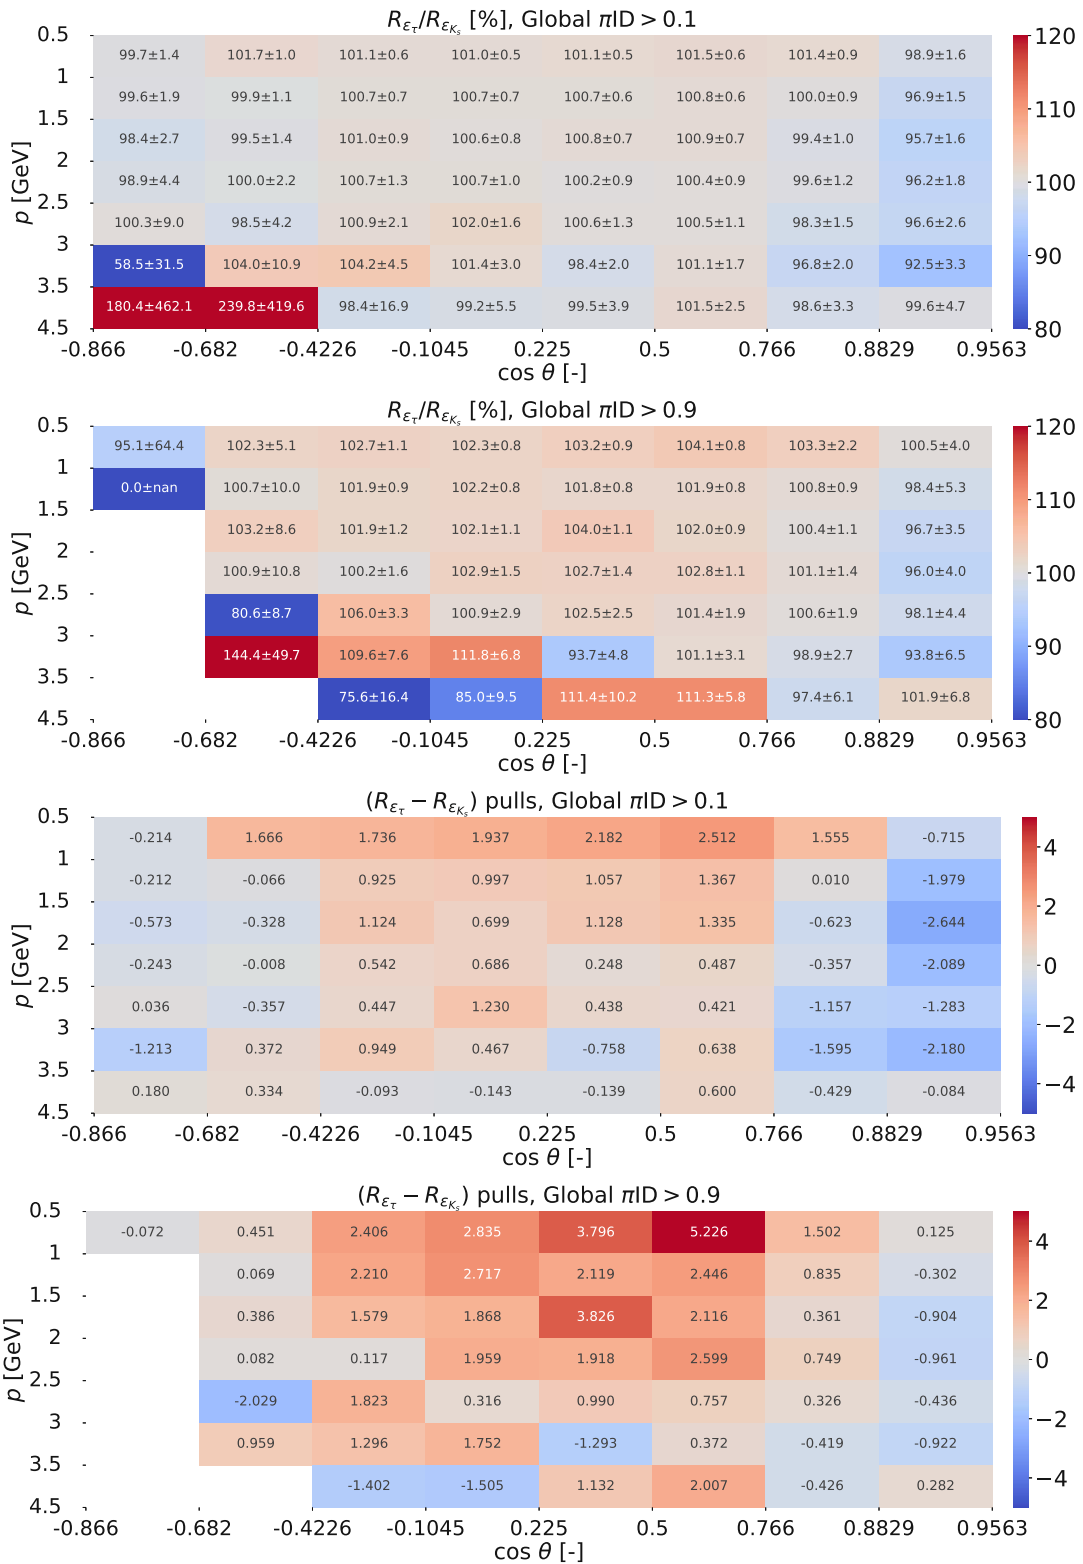 R_{ε_τ}/R_{ε_{K_s}} [%], Global πID > 0.1
0.5 99.7±1.4 101.7±1.0 101.1±0.6 101.0±0.5 101.1±0.5 101.5±0.6 101.4±0.9 98.9±1.6 120
1 99.6±1.9 99.9±1.1 100.7±0.7 100.7±0.7 100.7±0.6 100.8±0.6 100.0±0.9 96.9±1.5
1.5 98.4±2.7 99.5±1.4 101.0±0.9 100.6±0.8 100.8±0.7 100.9±0.7 99.4±1.0 95.7±1.6 110
2 98.9±4.4 100.0±2.2 100.7±1.3 100.7±1.0 100.2±0.9 100.4±0.9 99.6±1.2 96.2±1.8 100
2.5 100.3±9.0 98.5±4.2 100.9±2.1 102.0±1.6 100.6±1.3 100.5±1.1 98.3±1.5 96.6±2.6
3 58.5±31.5 104.0±10.9 104.2±4.5 101.4±3.0 98.4±2.0 101.1±1.7 96.8±2.0 92.5±3.3 90
3.5 180.4±462.1 239.8±419.6 98.4±16.9 99.2±5.5 99.5±3.9 101.5±2.5 98.6±3.3 99.6±4.7
4.5 80
p [GeV]
-0.866 -0.682 -0.4226 -0.1045 0.225 0.5 0.766 0.8829 0.9563
cos θ [-]
R_{ε_τ}/R_{ε_{K_s}} [%], Global πID > 0.9
0.5 95.1±64.4 102.3±5.1 102.7±1.1 102.3±0.8 103.2±0.9 104.1±0.8 103.3±2.2 100.5±4.0 120
1 0.0±nan 100.7±10.0 101.9±0.9 102.2±0.8 101.8±0.8 101.9±0.8 100.8±0.9 98.4±5.3
1.5 103.2±8.6 101.9±1.2 102.1±1.1 104.0±1.1 102.0±0.9 100.4±1.1 96.7±3.5 110
2 100.9±10.8 100.2±1.6 102.9±1.5 102.7±1.4 102.8±1.1 101.1±1.4 96.0±4.0 100
2.5 80.6±8.7 106.0±3.3 100.9±2.9 102.5±2.5 101.4±1.9 100.6±1.9 98.1±4.4
3 144.4±49.7 109.6±7.6 111.8±6.8 93.7±4.8 101.1±3.1 98.9±2.7 93.8±6.5 90
3.5 75.6±16.4 85.0±9.5 111.4±10.2 111.3±5.8 97.4±6.1 101.9±6.8
4.5 80
p [GeV]
-0.866 -0.682 -0.4226 -0.1045 0.225 0.5 0.766 0.8829 0.9563
cos θ [-]
(R_{ε_τ} − R_{ε_{K_s}}) pulls, Global πID > 0.1
0.5 -0.214 1.666 1.736 1.937 2.182 2.512 1.555 -0.715 4
1 -0.212 -0.066 0.925 0.997 1.057 1.367 0.010 -1.979
1.5 -0.573 -0.328 1.124 0.699 1.128 1.335 -0.623 -2.644 2
2 -0.243 -0.008 0.542 0.686 0.248 0.487 -0.357 -2.089 0
2.5 0.036 -0.357 0.447 1.230 0.438 0.421 -1.157 -1.283 −2
3 -1.213 0.372 0.949 0.467 -0.758 0.638 -1.595 -2.180
3.5 0.180 0.334 -0.093 -0.143 -0.139 0.600 -0.429 -0.084 −4
4.5
p [GeV]
-0.866 -0.682 -0.4226 -0.1045 0.225 0.5 0.766 0.8829 0.9563
cos θ [-]
(R_{ε_τ} − R_{ε_{K_s}}) pulls, Global πID > 0.9
0.5 -0.072 0.451 2.406 2.835 3.796 5.226 1.502 0.125 4
1 0.069 2.210 2.717 2.119 2.446 0.835 -0.302
1.5 0.386 1.579 1.868 3.826 2.116 0.361 -0.904 2
2 0.082 0.117 1.959 1.918 2.599 0.749 -0.961 0
2.5 -2.029 1.823 0.316 0.990 0.757 0.326 -0.436 −2
3 0.959 1.296 1.752 -1.293 0.372 -0.419 -0.922
3.5 -1.402 -1.505 1.132 2.007 -0.426 0.282 −4
4.5
p [GeV]
-0.866 -0.682 -0.4226 -0.1045 0.225 0.5 0.766 0.8829 0.9563
cos θ [-]